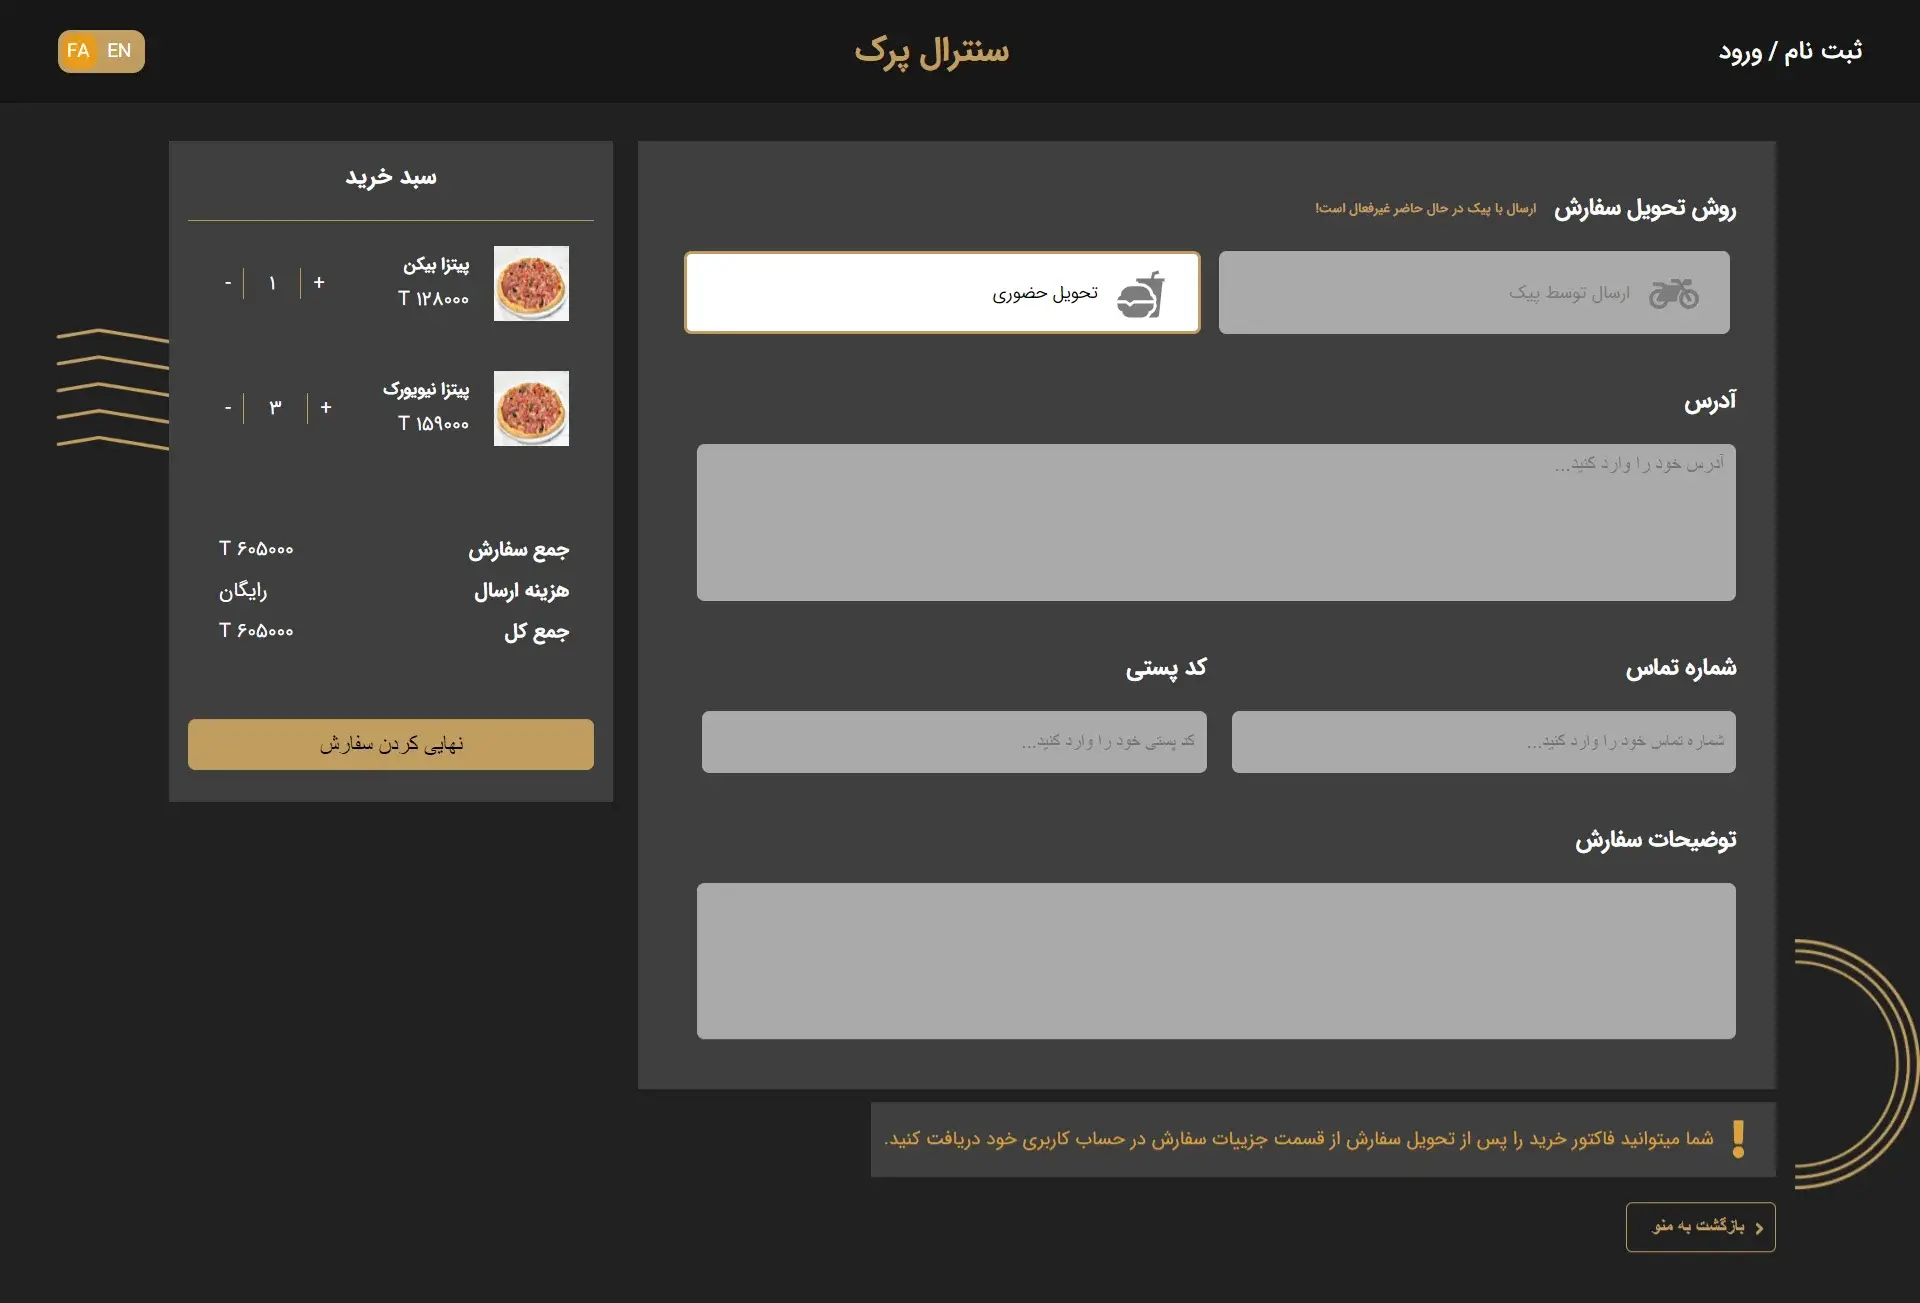 ثبت نام / ورود
سنترال پرک
FA EN
روش تحویل سفارش ارسال با پیک در حال حاضر غیرفعال است!
ارسال توسط پیک
تحویل حضوری
آدرس
آدرس خود را وارد کنید...
شماره تماس
کد پستی
شماره تماس خود را وارد کنید...
کد پستی خود را وارد کنید...
توضیحات سفارش
شما میتوانید فاکتور خرید را پس از تحویل سفارش از قسمت جزییات سفارش در حساب کاربری خود دریافت کنید.
بازگشت به منو
سبد خرید
پیتزا بیکن
۱۲۸۰۰۰ T
+ ۱ -
پیتزا نیویورک
۱۵۹۰۰۰ T
+ ۳ -
جمع سفارش ۶۰۵۰۰۰ T
هزینه ارسال رایگان
جمع کل ۶۰۵۰۰۰ T
نهایی کردن سفارش